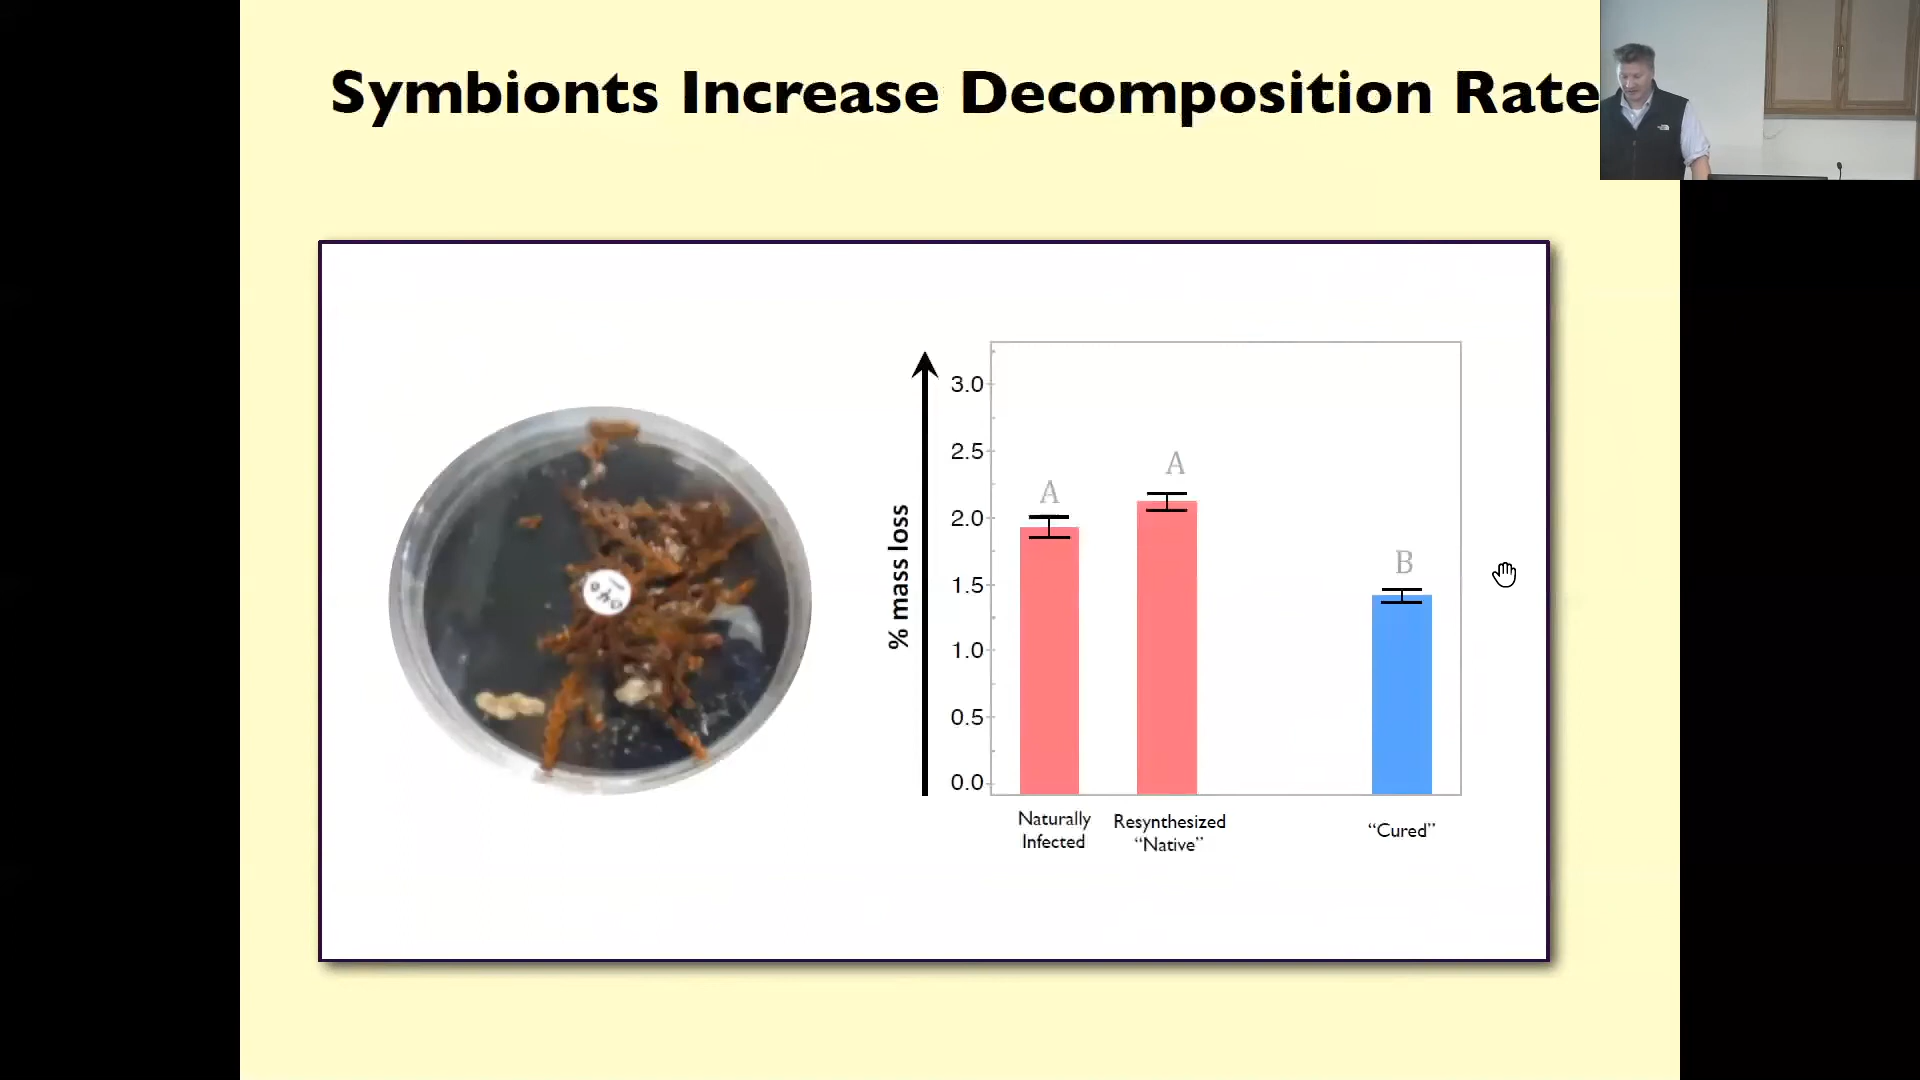 Symbionts Increase Decomposition Rate
% mass loss
3.0
2.5
2.0
1.5
1.0
0.5
0.0
A
A
B
Naturally
Infected
Resynthesized
“Native”
“Cured”